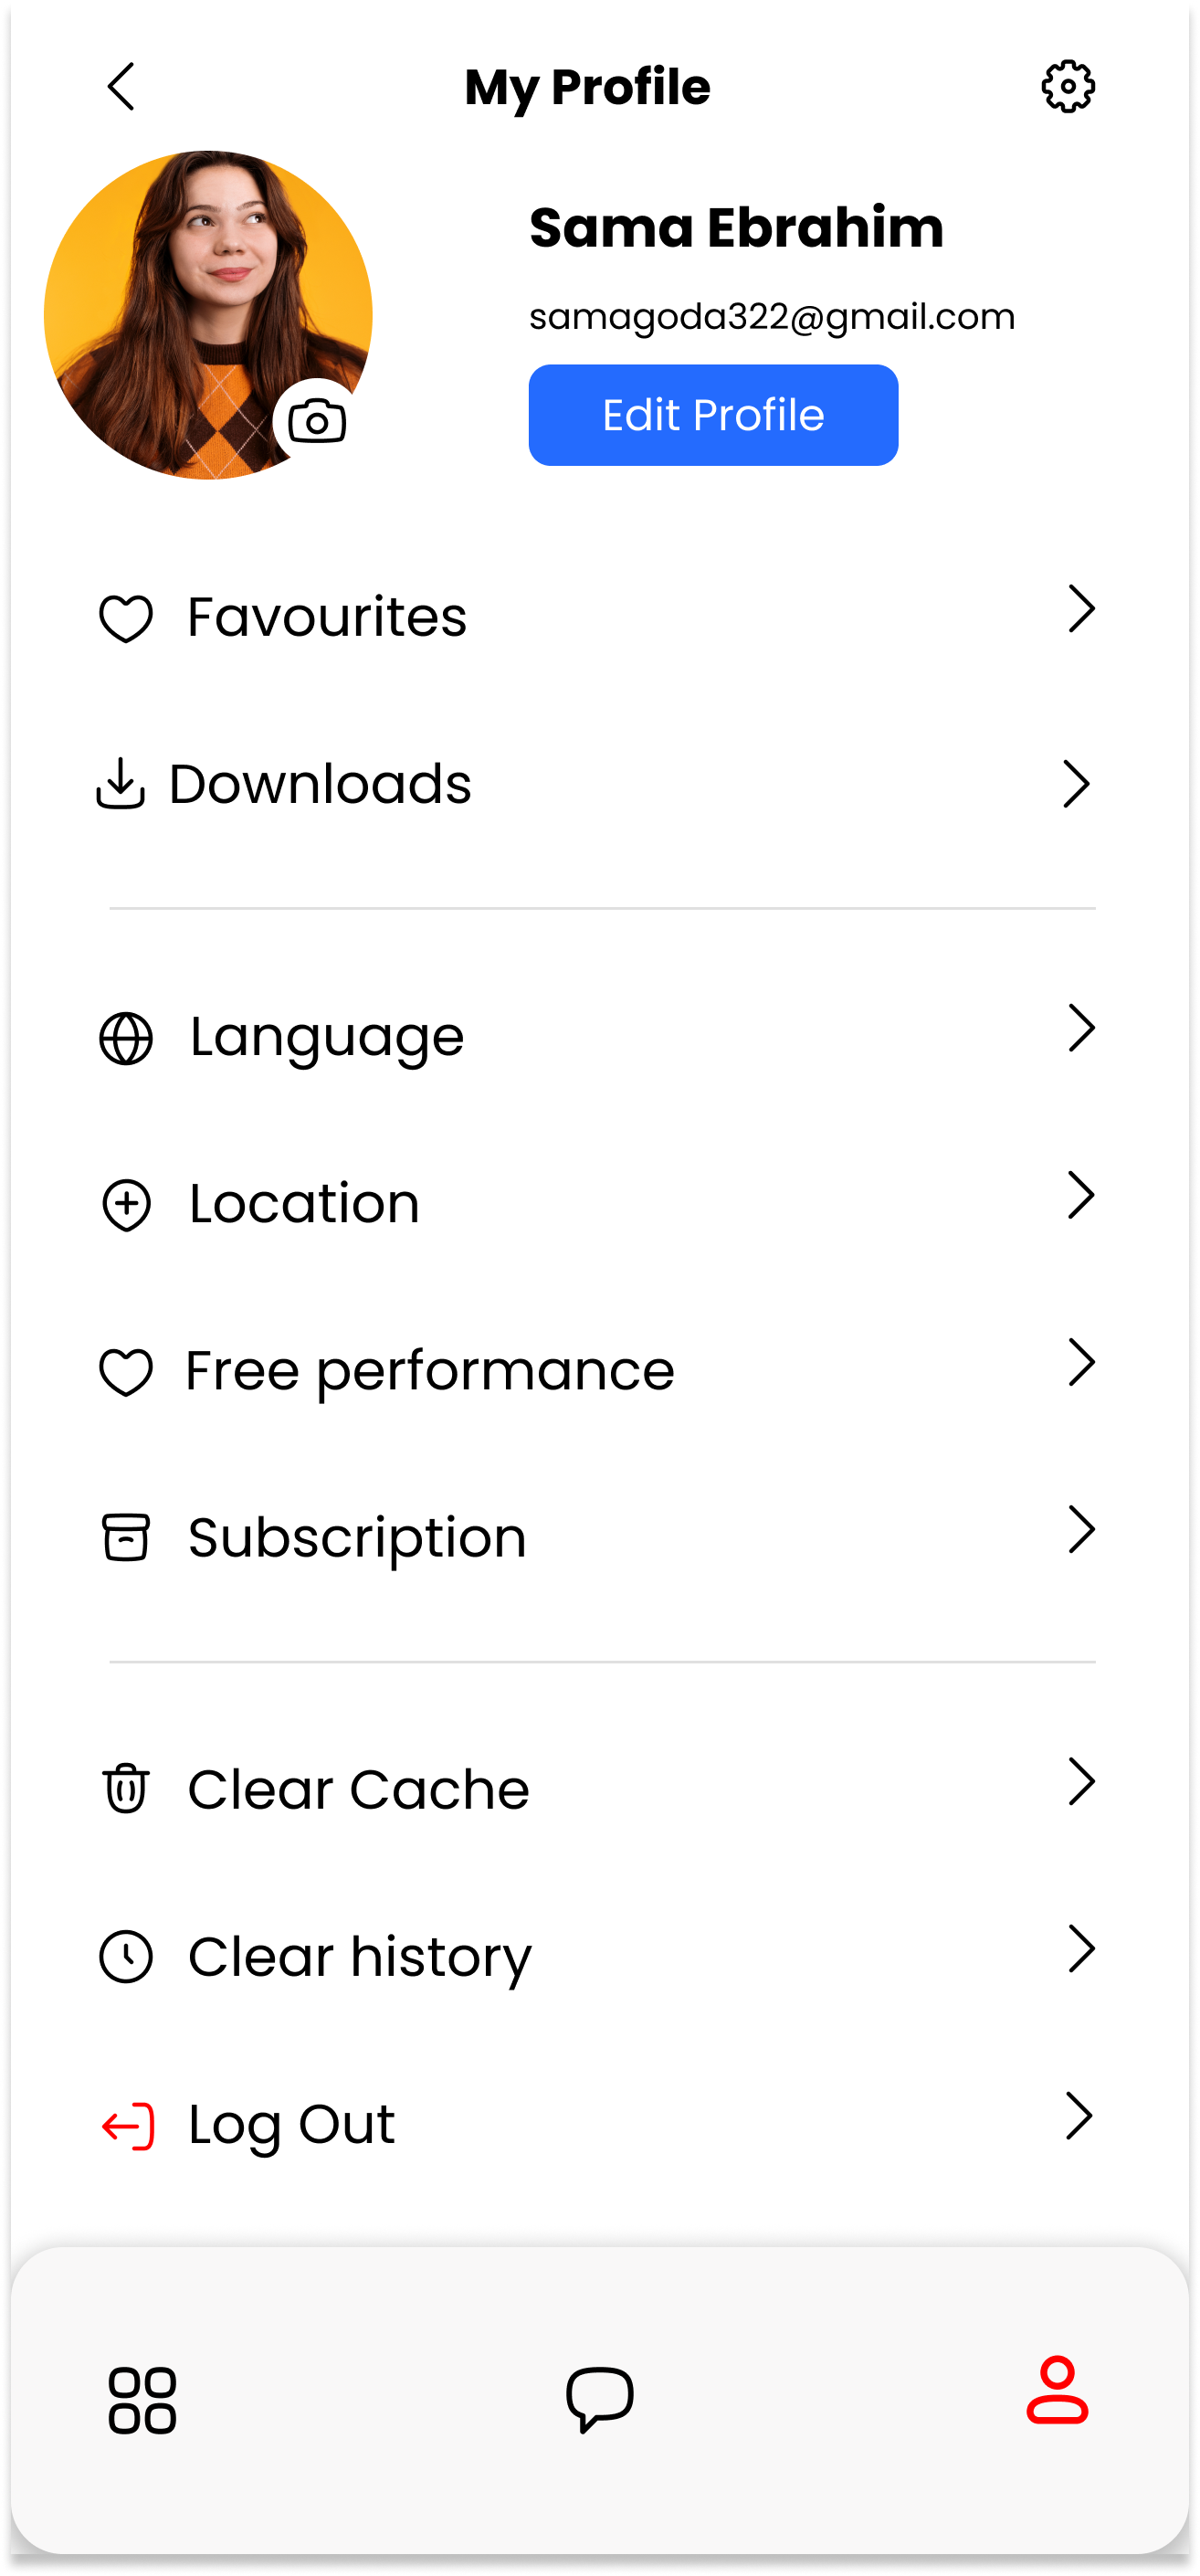 My Profile
Sama Ebrahim
samagoda322@gmail.com
Edit Profile
Favourites
Downloads
Language
Location
Free performance
Subscription
Clear Cache
Clear history
Log Out